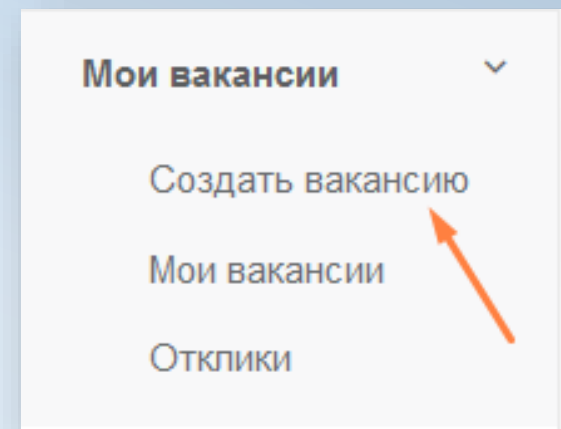 Мои вакансии
Создать вакансию
Мои вакансии
Отклики